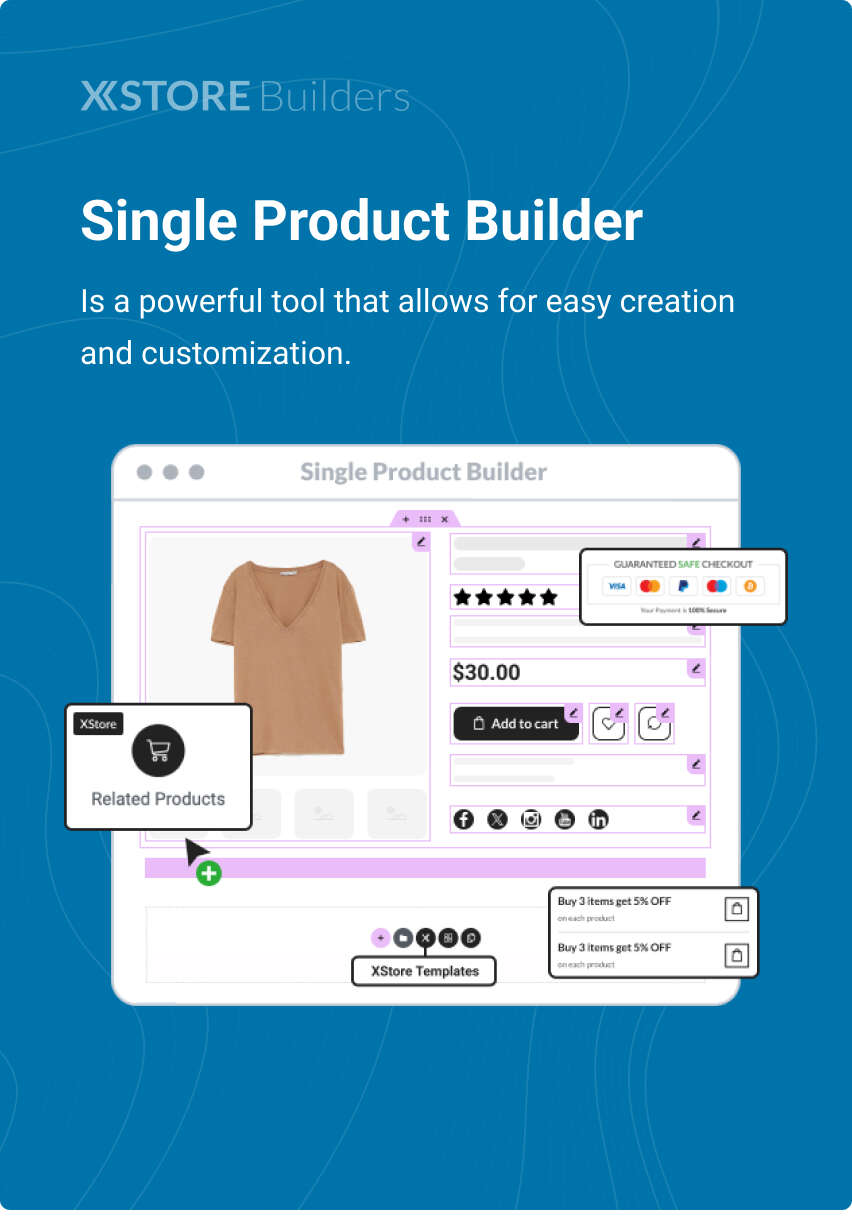 XSTORE Builders
Single Product Builder
Is a powerful tool that allows for easy creation
and customization.
Single Product Builder
GUARANTEED SAFE CHECKOUT
VISA
Your Payment is 100% Secure
$30.00
Add to cart
XStore
Related Products
Buy 3 items get 5% OFF
on each product
Buy 3 items get 5% OFF
on each product
XStore Templates